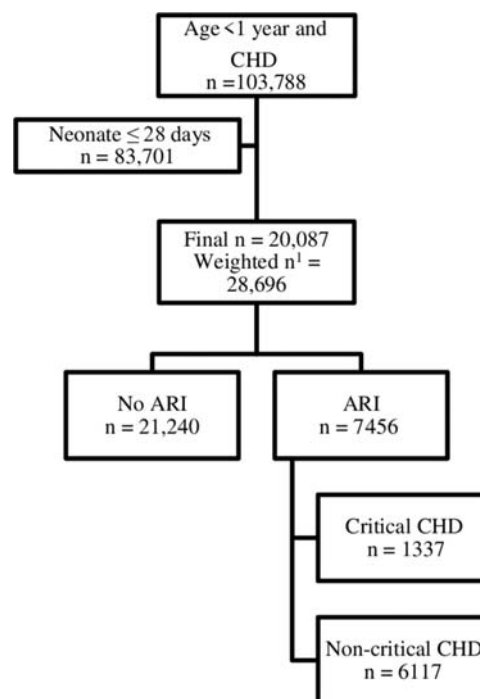 Age <1 year and
CHD
n =103,788
Neonate ≤ 28 days
n = 83,701
Final n = 20,087
Weighted n¹ =
28,696
No ARI
n = 21,240
ARI
n = 7456
Critical CHD
n = 1337
Non-critical CHD
n = 6117